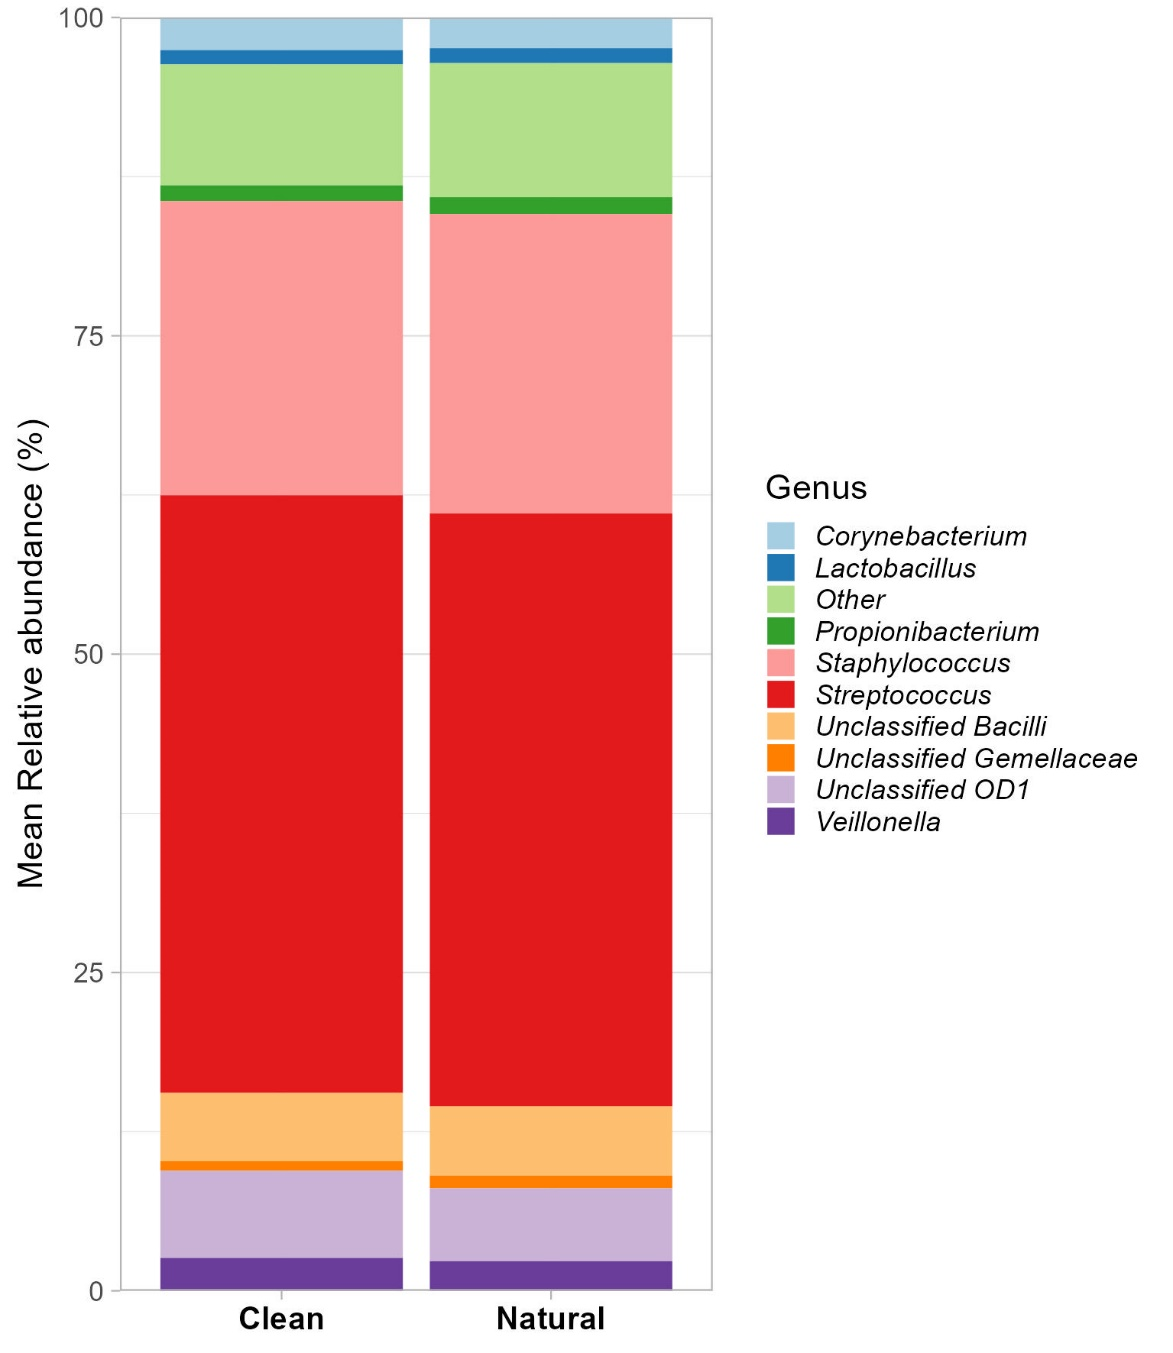 100
75
50
25
0
Mean Relative abundance (%)
Clean
Natural
Genus
Corynebacterium
Lactobacillus
Other
Propionibacterium
Staphylococcus
Streptococcus
Unclassified Bacilli
Unclassified Gemellaceae
Unclassified OD1
Veillonella